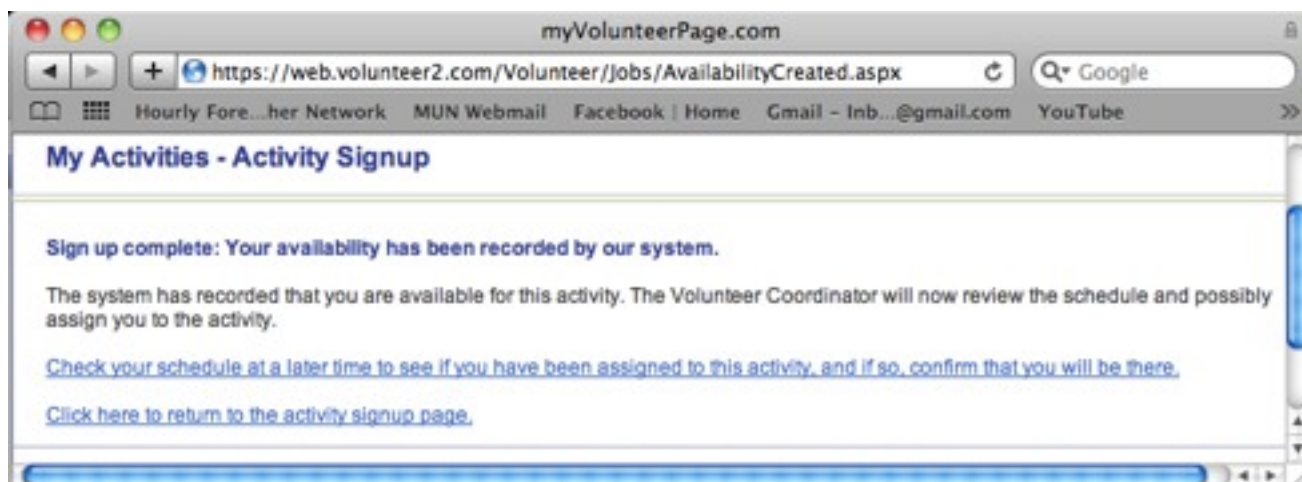 myVolunteerPage.com
https://web.volunteer2.com/Volunteer/Jobs/AvailabilityCreated.aspx Google
Hourly Fore...her Network MUN Webmail Facebook | Home Gmail - Inb...@gmail.com YouTube
My Activities - Activity Signup
Sign up complete: Your availability has been recorded by our system.
The system has recorded that you are available for this activity. The Volunteer Coordinator will now review the schedule and possibly
assign you to the activity.
Check your schedule at a later time to see if you have been assigned to this activity, and if so, confirm that you will be there.
Click here to return to the activity signup page.